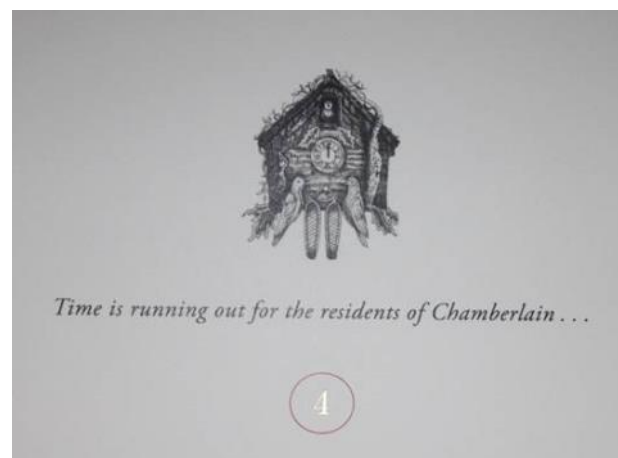 Time is running out for the residents of Chamberlain . . .
4